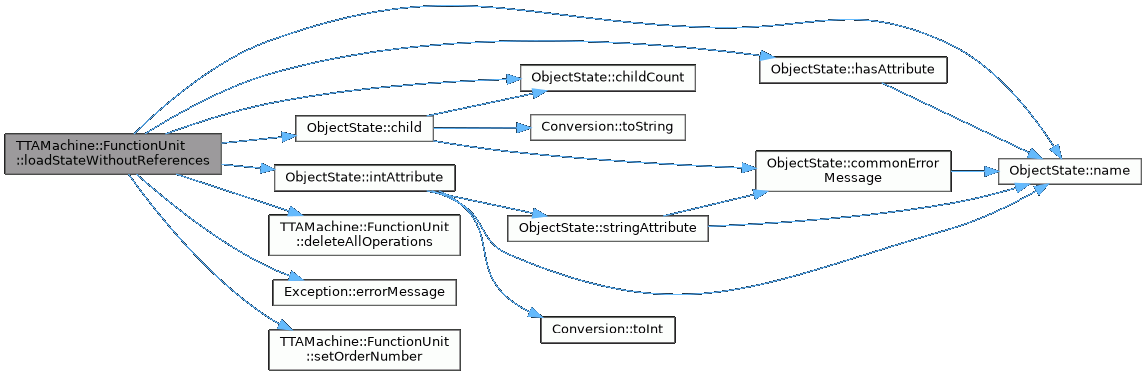 TTAMachine::FunctionUnit
::loadStateWithoutReferences
ObjectState::child
ObjectState::intAttribute
TTAMachine::FunctionUnit
::deleteAllOperations
Exception::errorMessage
TTAMachine::FunctionUnit
::setOrderNumber
ObjectState::childCount
Conversion::toString
ObjectState::stringAttribute
Conversion::toInt
ObjectState::hasAttribute
ObjectState::commonError
Message
ObjectState::name